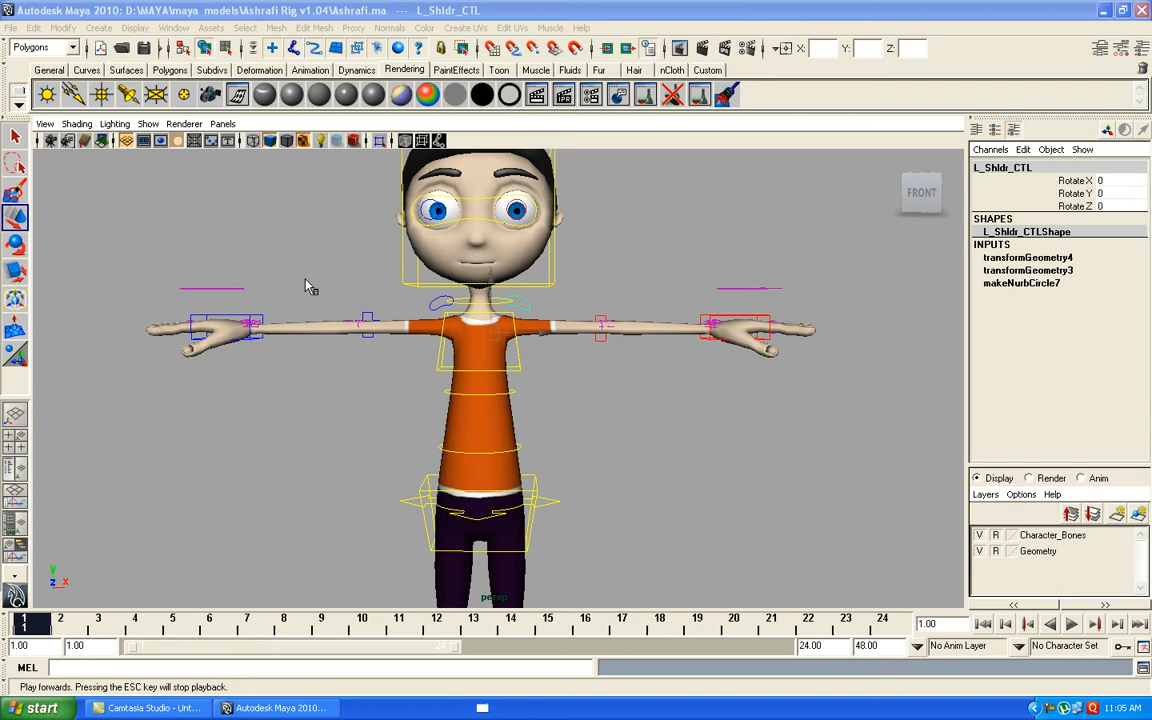 Autodesk Maya 2010: D:\MAYA\maya models\Ashrafi Rig v1.04\Ashrafi.ma --- L_Shldr_CTL
File Edit Modify Create Display Window Assets Select Mesh Edit Mesh Proxy Normals Color Create UVs Edit UVs Muscle Help
Polygons X: Y: Z:
General Curves Surfaces Polygons Subdivs Deformation Animation Dynamics Rendering PaintEffects Toon Muscle Fluids Fur Hair nCloth Custom
IPR
View Shading Lighting Show Renderer Panels
Channels Edit Object Show
L_Shldr_CTL
Rotate X 0
Rotate Y 0
Rotate Z 0
SHAPES
L_Shldr_CTLShape
INPUTS
transformGeometry4
transformGeometry3
makeNurbCircle7
FRONT
Display Render Anim
Layers Options Help
V R Character_Bones
V R Geometry
y
z x
persp
<< >>
1 2 3 4 5 6 7 8 9 10 11 12 13 14 15 16 17 18 19 20 21 22 23 24
1
1.00
1.00 1.00 24 24.00 48.00 No Anim Layer No Character Set
MEL
Play forwards. Pressing the ESC key will stop playback.
start Camtasia Studio - Unt... Autodesk Maya 2010... 11:05 AM